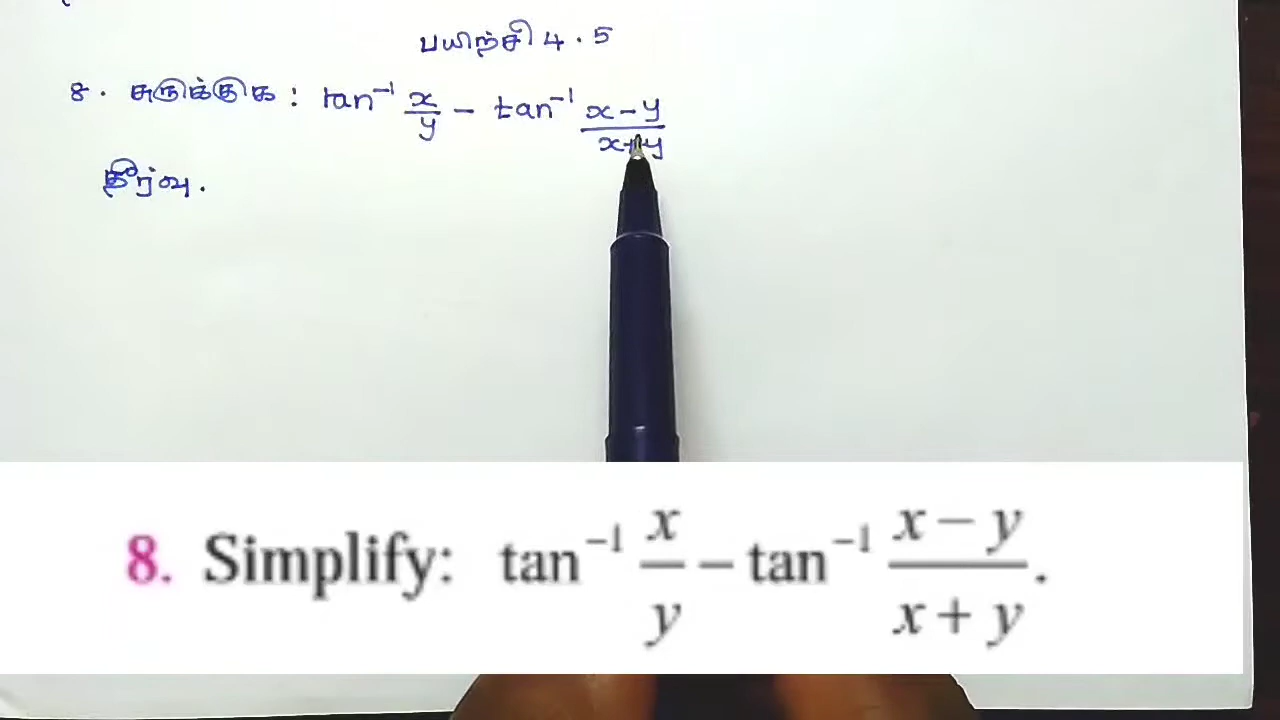 பயிற்சி 4.5
8. சுருக்குக : tan⁻¹ x/y − tan⁻¹ (x−y)/(x+y)
தீர்வு.
8. Simplify: tan⁻¹ x/y − tan⁻¹ (x−y)/(x+y).